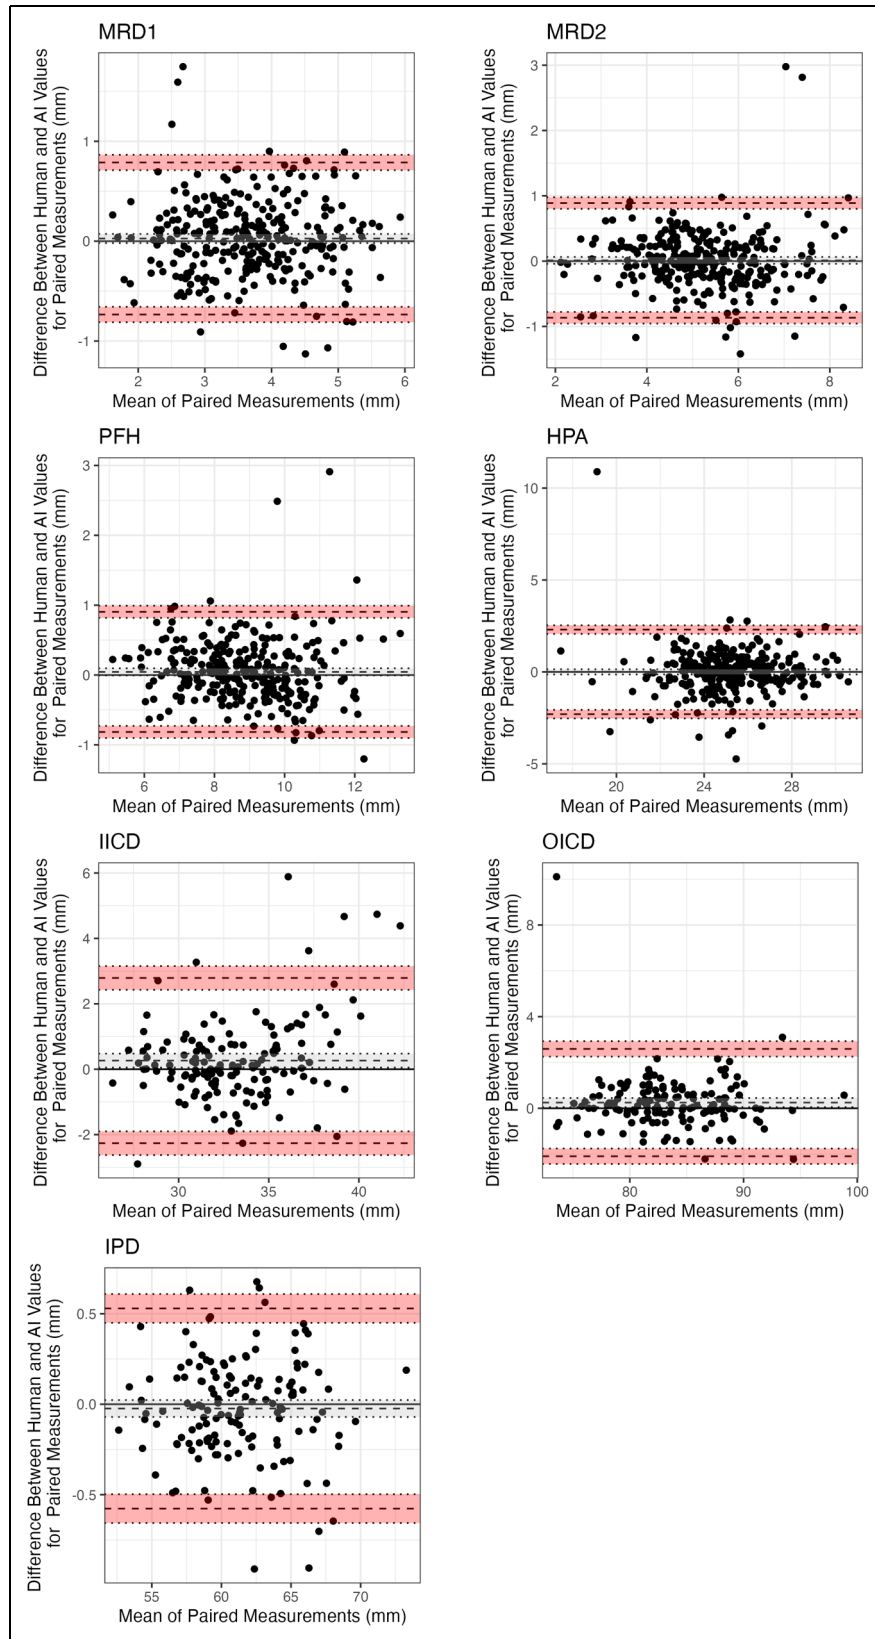 MRD1
Difference Between Human and AI Values
for Paired Measurements (mm)
1
0
-1
2
3
4
5
6
Mean of Paired Measurements (mm)
MRD2
Difference Between Human and AI Values
for Paired Measurements (mm)
3
2
1
0
-1
2
4
6
8
Mean of Paired Measurements (mm)
PFH
Difference Between Human and AI Values
for Paired Measurements (mm)
3
2
1
0
-1
6
8
10
12
Mean of Paired Measurements (mm)
HPA
Difference Between Human and AI Values
for Paired Measurements (mm)
10
5
0
-5
20
24
28
Mean of Paired Measurements (mm)
IICD
Difference Between Human and AI Values
for Paired Measurements (mm)
6
4
2
0
-2
30
35
40
Mean of Paired Measurements (mm)
OICD
Difference Between Human and AI Values
for Paired Measurements (mm)
8
4
0
80
90
100
Mean of Paired Measurements (mm)
IPD
Difference Between Human and AI Values
for Paired Measurements (mm)
0.5
0.0
-0.5
55
60
65
70
Mean of Paired Measurements (mm)